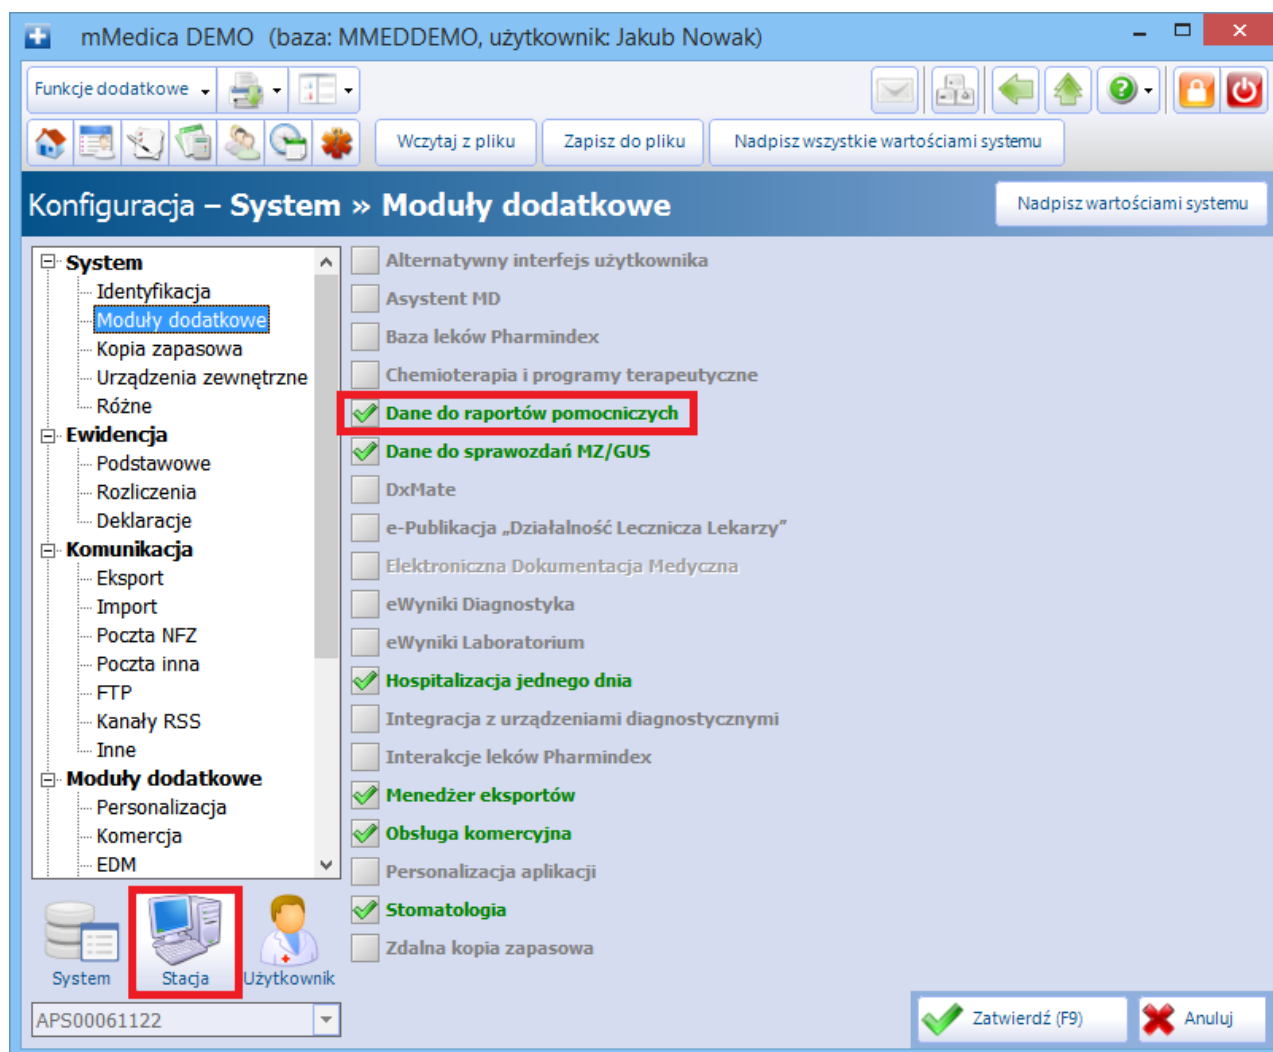 mMedica DEMO (baza: MMEDDEMO, użytkownik: Jakub Nowak)
Funkcje dodatkowe
Wczytaj z pliku
Zapisz do pliku
Nadpisz wszystkie wartościami systemu
Konfiguracja – System » Moduły dodatkowe
Nadpisz wartościami systemu
System
Identyfikacja
Moduły dodatkowe
Kopia zapasowa
Urządzenia zewnętrzne
Różne
Ewidencja
Podstawowe
Rozliczenia
Deklaracje
Komunikacja
Eksport
Import
Poczta NFZ
Poczta inna
FTP
Kanały RSS
Inne
Moduły dodatkowe
Personalizacja
Komercja
EDM
Alternatywny interfejs użytkownika
Asystent MD
Baza leków Pharmindex
Chemioterapia i programy terapeutyczne
Dane do raportów pomocniczych
Dane do sprawozdań MZ/GUS
DxMate
e-Publikacja „Działalność Lecznicza Lekarzy”
Elektroniczna Dokumentacja Medyczna
eWyniki Diagnostyka
eWyniki Laboratorium
Hospitalizacja jednego dnia
Integracja z urządzeniami diagnostycznymi
Interakcje leków Pharmindex
Menedżer eksportów
Obsługa komercyjna
Personalizacja aplikacji
Stomatologia
Zdalna kopia zapasowa
System
Stacja
Użytkownik
APS00061122
Zatwierdź (F9)
Anuluj